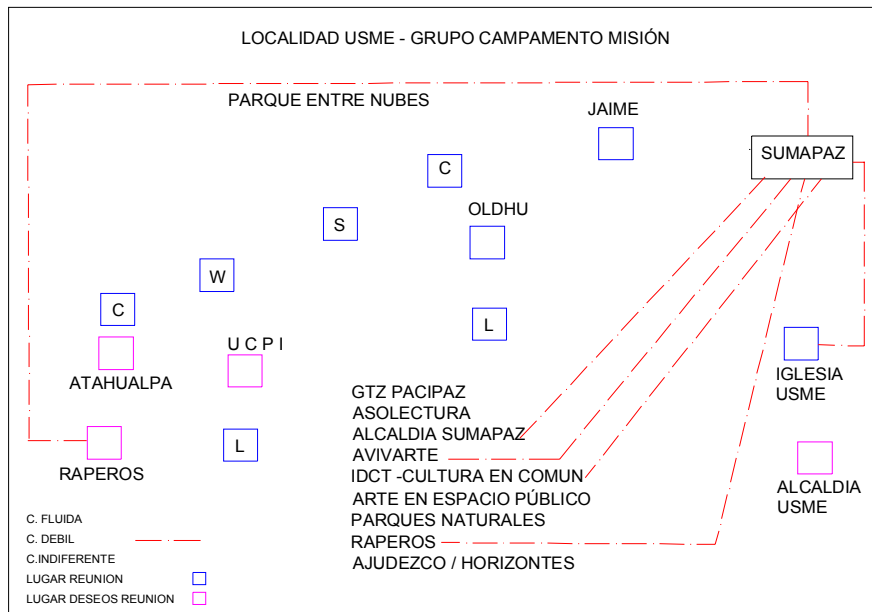 LOCALIDAD USME - GRUPO CAMPAMENTO MISIÓN
PARQUE ENTRE NUBES
JAIME
SUMAPAZ
C
OLDHU
S
W
C
L
U C P I
ATAHUALPA
IGLESIA
USME
GTZ PACIPAZ
ASOLECTURA
ALCALDIA SUMAPAZ
AVIVARTE
IDCT -CULTURA EN COMUN
ARTE EN ESPACIO PÚBLICO
PARQUES NATURALES
RAPEROS
AJUDEZCO / HORIZONTES
L
RAPEROS
ALCALDIA
USME
C. FLUIDA
C. DEBIL
C.INDIFERENTE
LUGAR REUNION
LUGAR DESEOS REUNION